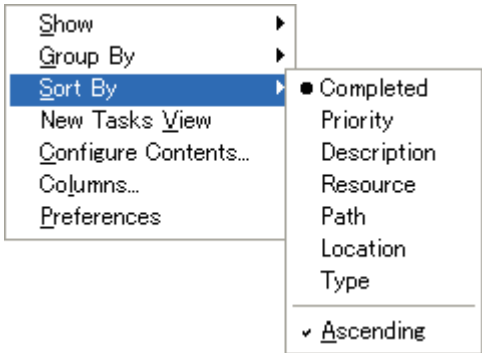 Show
Group By
Sort By
New Tasks View
Configure Contents...
Columns...
Preferences
Completed
Priority
Description
Resource
Path
Location
Type
Ascending